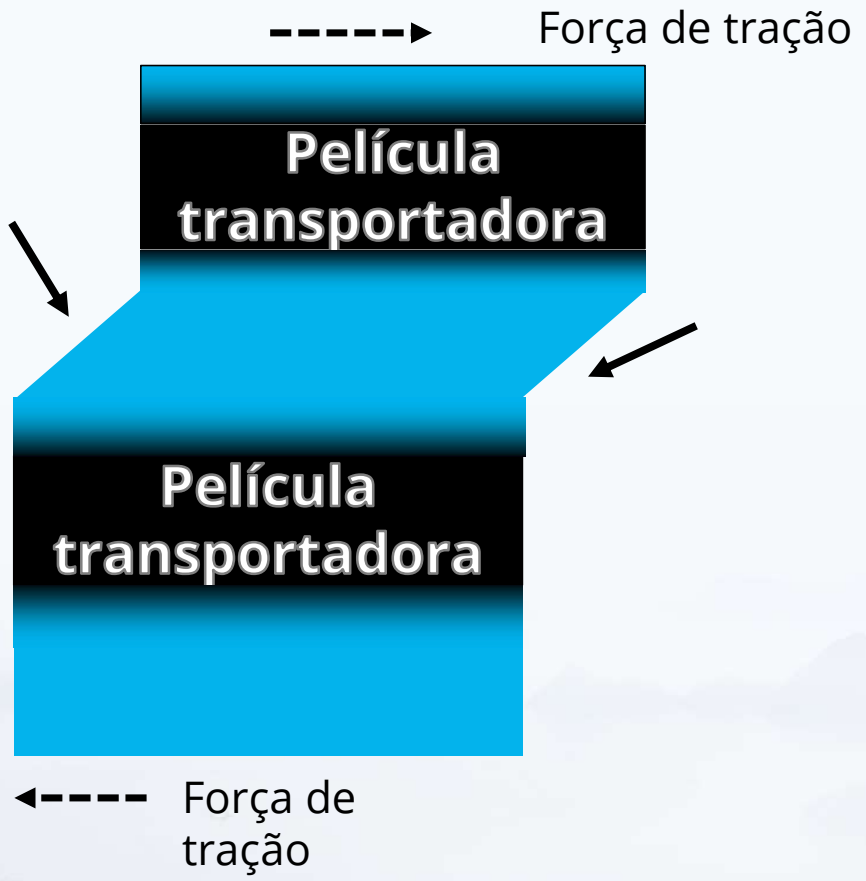 Força de tração
Película
transportadora
Película
transportadora
Força de
tração